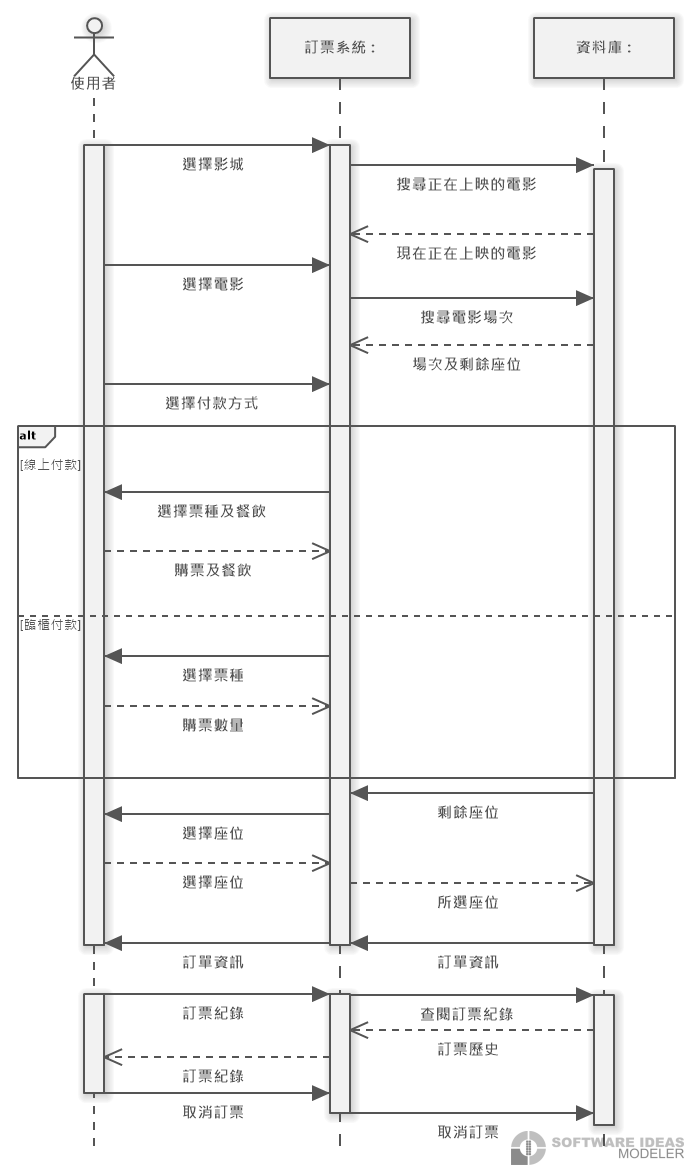 訂票系統：
資料庫：
使用者
選擇影城
搜尋正在上映的電影
現在正在上映的電影
選擇電影
搜尋電影場次
場次及剩餘座位
選擇付款方式
alt
[線上付款]
選擇票種及餐飲
購票及餐飲
[臨櫃付款]
選擇票種
購票數量
剩餘座位
選擇座位
選擇座位
所選座位
訂單資訊
訂單資訊
訂票紀錄
查閱訂票紀錄
訂票歷史
訂票紀錄
取消訂票
取消訂票
SOFTWARE IDEAS
MODELER